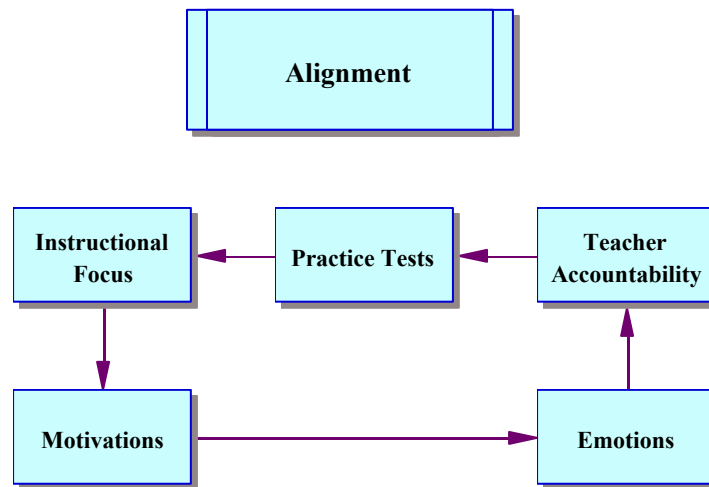 Alignment
Instructional
Focus
Practice Tests
Teacher
Accountability
Motivations
Emotions